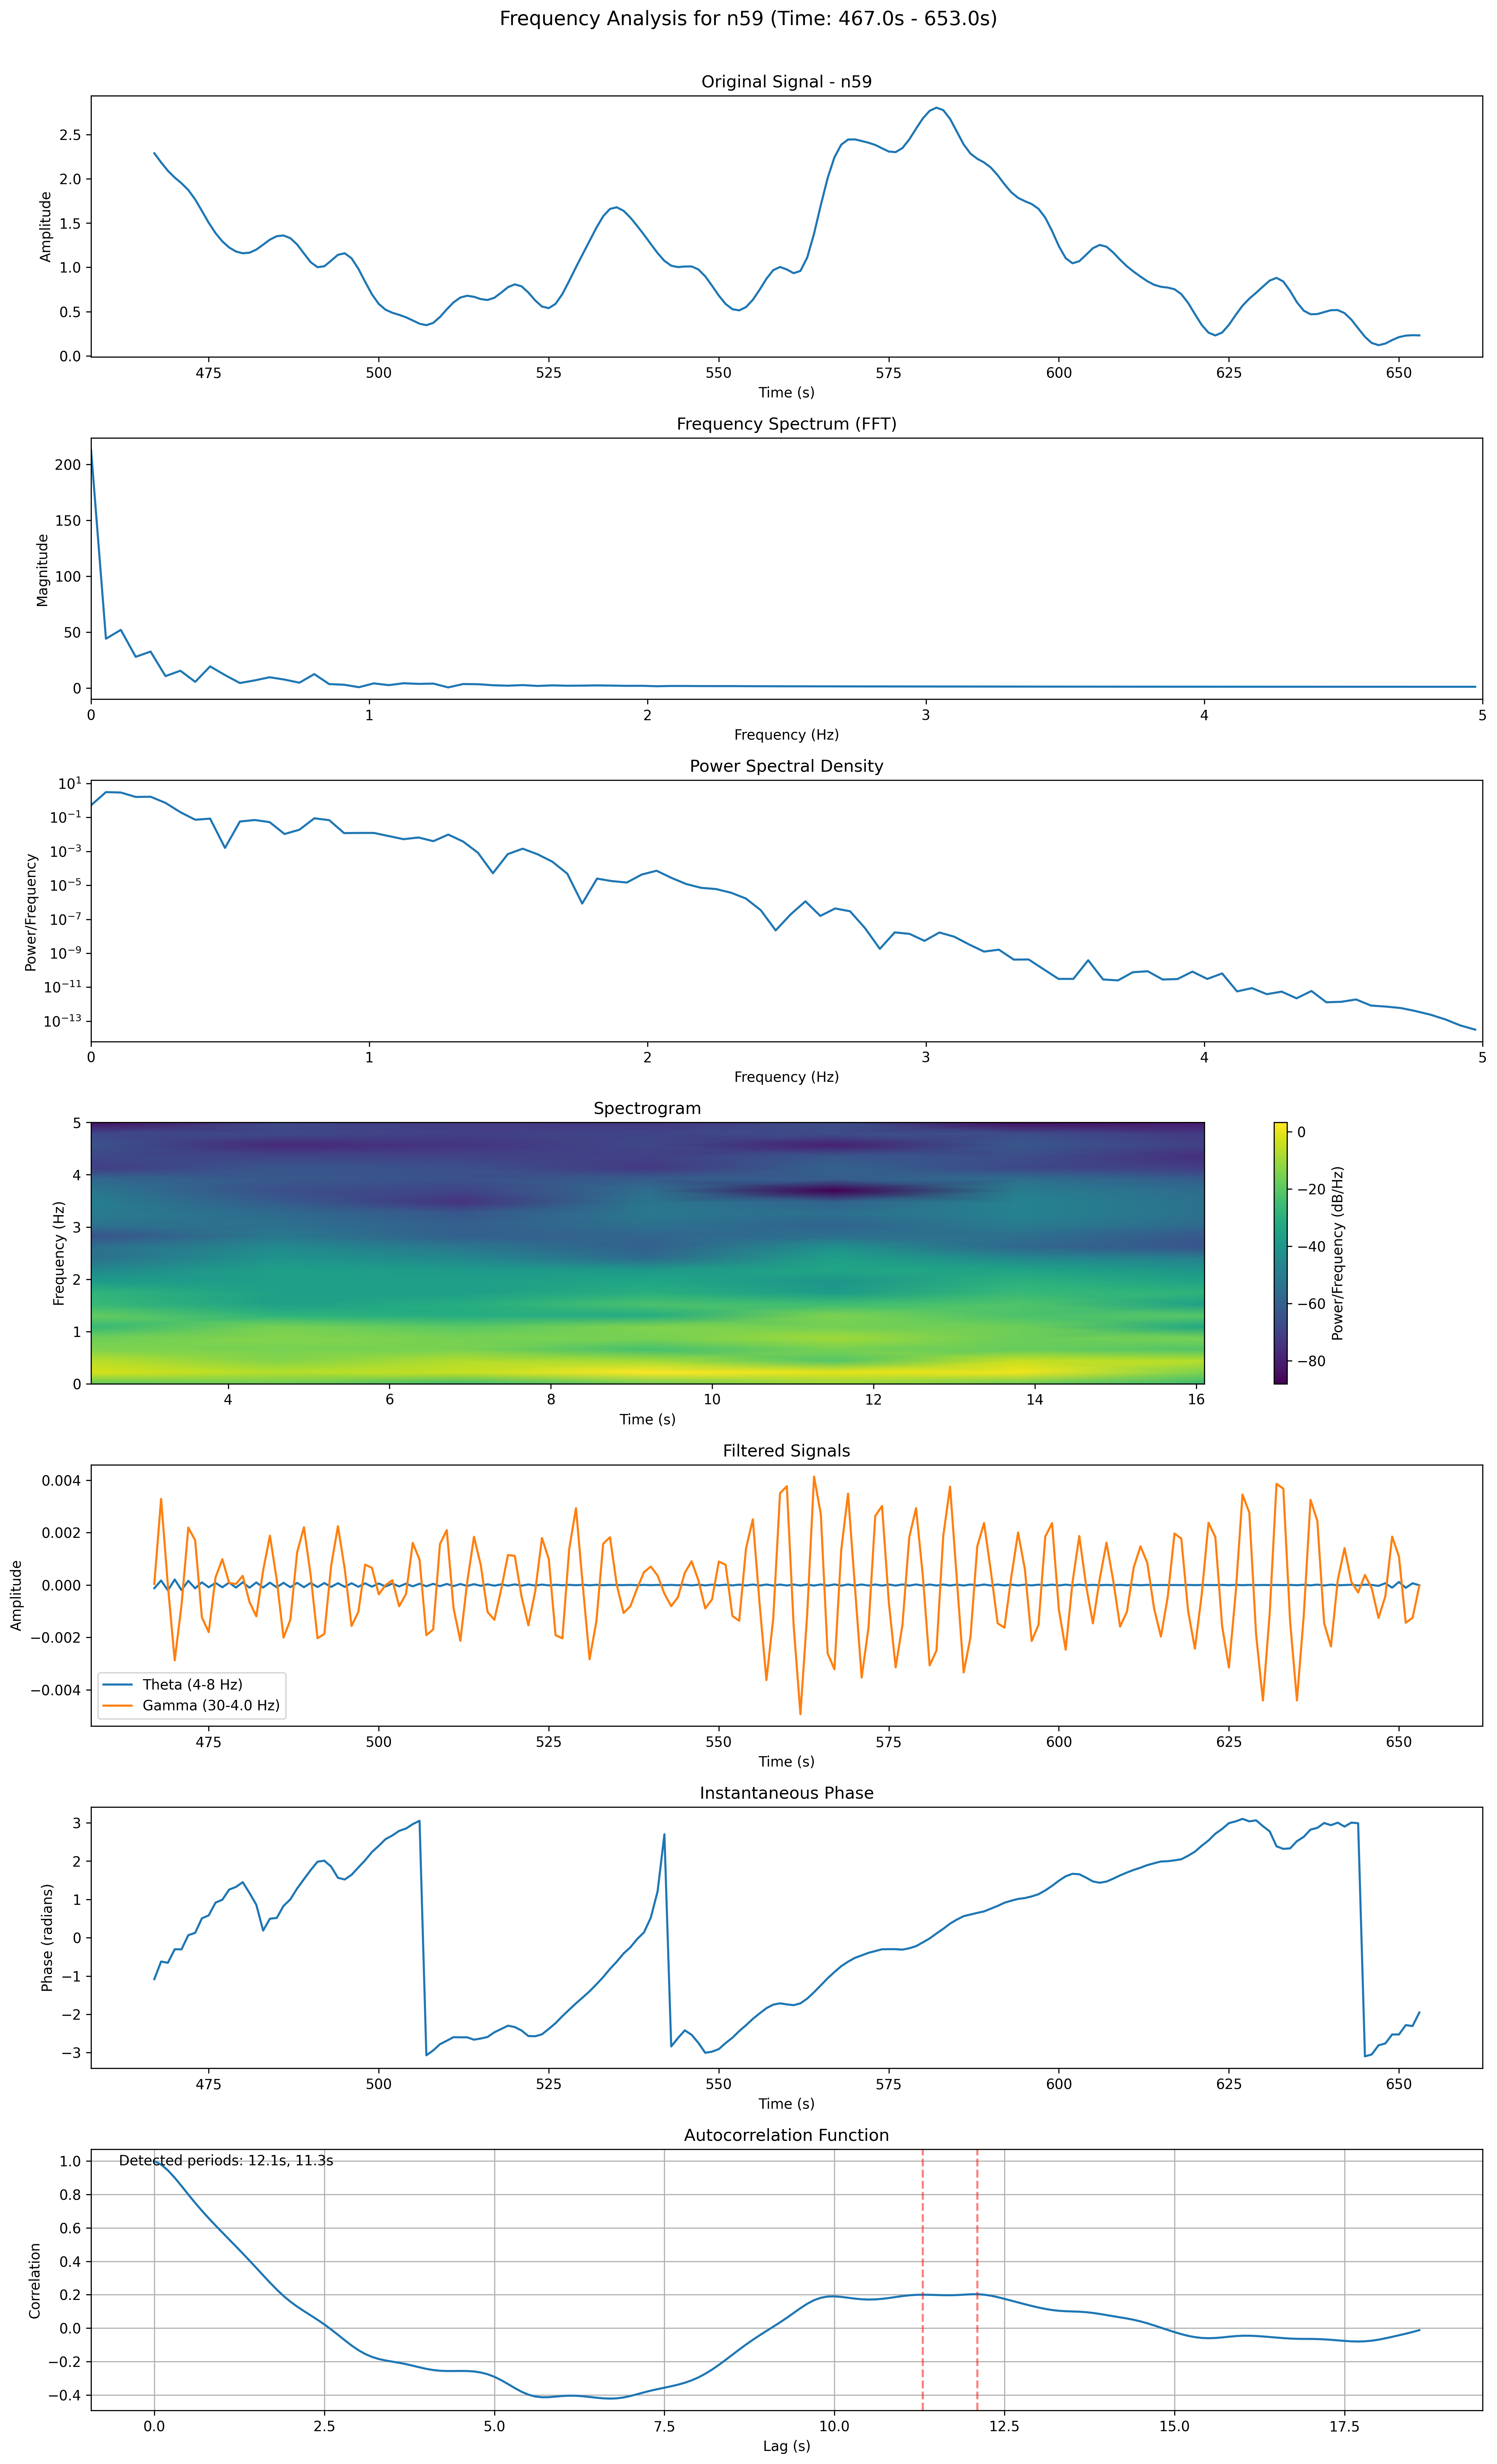 Frequency Analysis for n59 (Time: 467.0s - 653.0s)
Original Signal - n59
Amplitude
2.5
2.0
1.5
1.0
0.5
0.0
475 500 525 550 575 600 625 650
Time (s)
Frequency Spectrum (FFT)
Magnitude
200
150
100
50
0
0 1 2 3 4 5
Frequency (Hz)
Power Spectral Density
Power/Frequency
10¹
10⁻¹
10⁻³
10⁻⁵
10⁻⁷
10⁻⁹
10⁻¹¹
10⁻¹³
0 1 2 3 4 5
Frequency (Hz)
Spectrogram
Frequency (Hz)
5
4
3
2
1
0
4 6 8 10 12 14 16
Time (s)
0
−20
−40
−60
−80
Power/Frequency (dB/Hz)
Filtered Signals
Amplitude
0.004
0.002
0.000
−0.002
−0.004
Theta (4-8 Hz)
Gamma (30-4.0 Hz)
475 500 525 550 575 600 625 650
Time (s)
Instantaneous Phase
Phase (radians)
3
2
1
0
−1
−2
−3
475 500 525 550 575 600 625 650
Time (s)
Autocorrelation Function
Detected periods: 12.1s, 11.3s
Correlation
1.0
0.8
0.6
0.4
0.2
0.0
−0.2
−0.4
0.0 2.5 5.0 7.5 10.0 12.5 15.0 17.5
Lag (s)